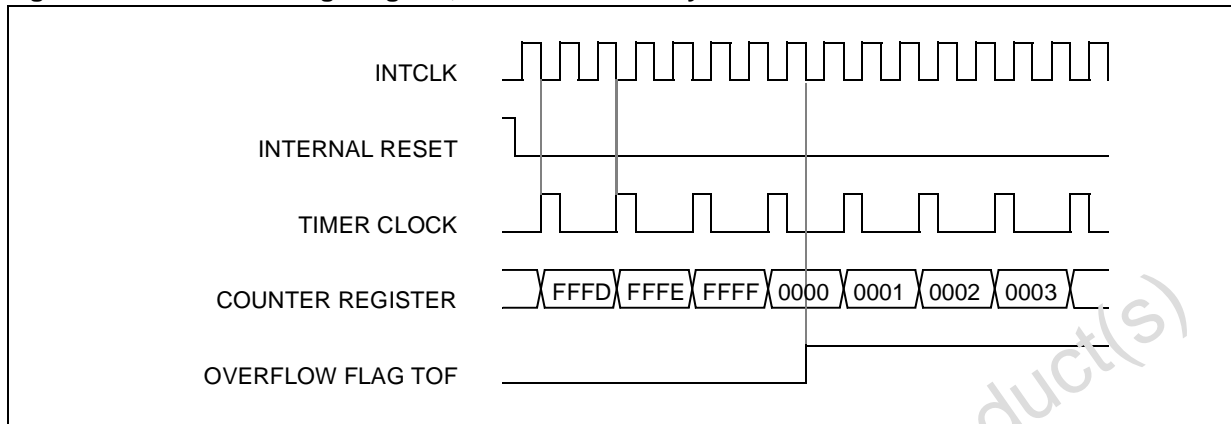 INTCLK
INTERNAL RESET
TIMER CLOCK
COUNTER REGISTER FFFD FFFE FFFF 0000 0001 0002 0003
OVERFLOW FLAG TOF